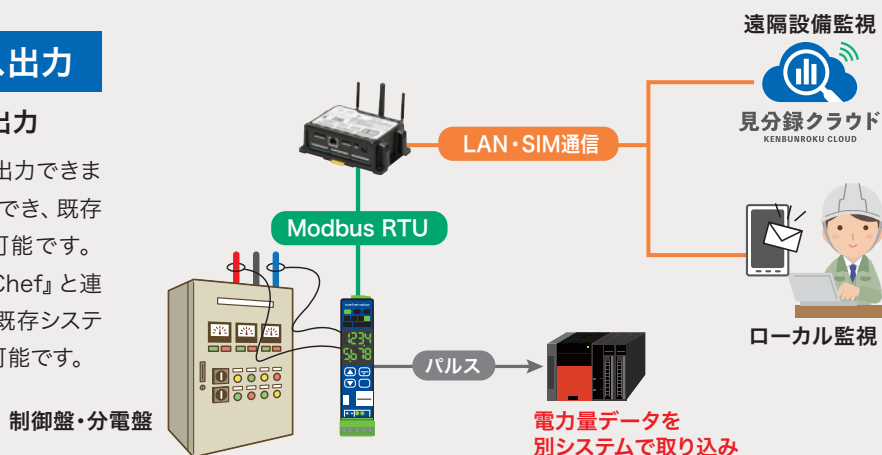 ス出力
出力
出力できま
でき、既存
可能です。
Chef』と連
既存システ
可能です。
制御盤・分電盤
Modbus RTU
LAN・SIM通信
1234
5678
パルス
電力量データを
別システムで取り込み
遠隔設備監視
見分録クラウド
KENBUNROKU CLOUD
ローカル監視